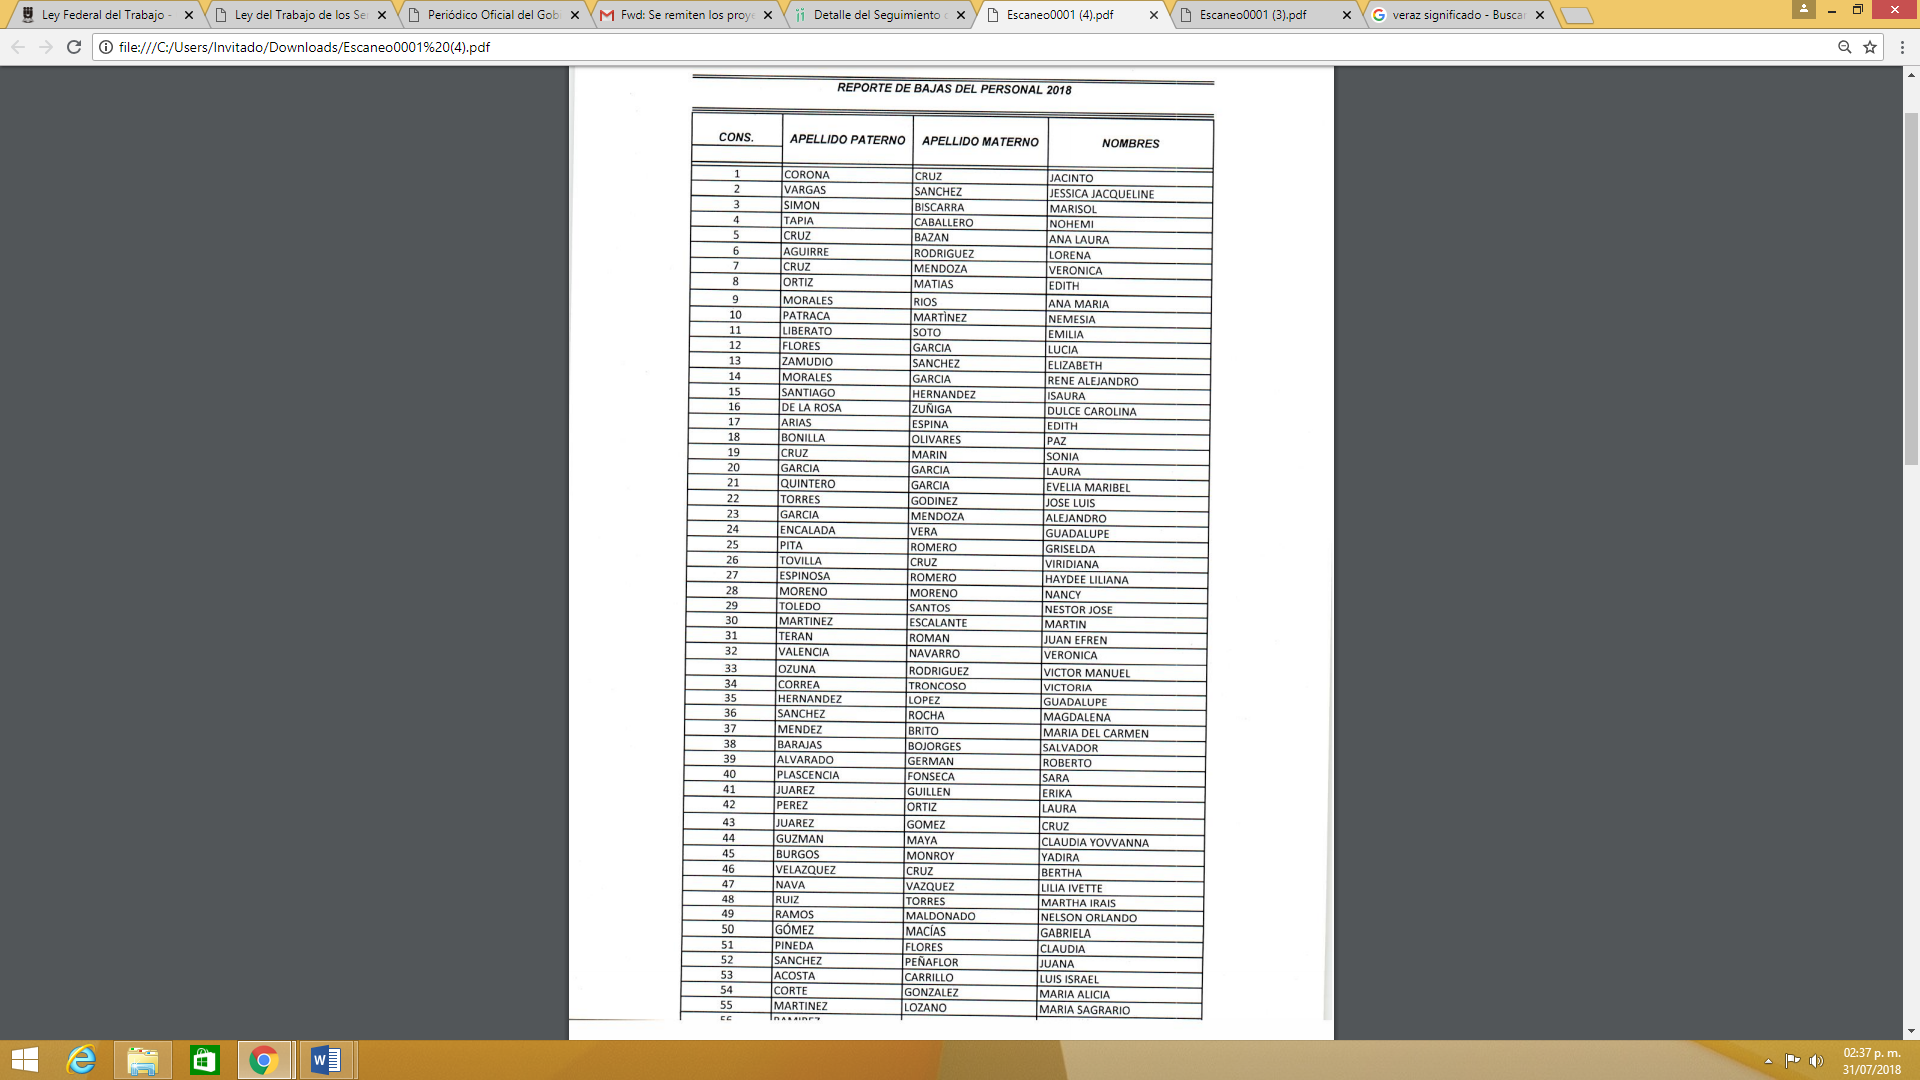 Ley Federal del Trabajo -
Ley del Trabajo de los Se
Periódico Oficial del Gob
Fwd: Se remiten los proye
Detalle del Seguimiento
Escaneo0001 (4).pdf
Escaneo0001 (3).pdf
veraz significado - Busca
file:///C:/Users/Invitado/Downloads/Escaneo0001%20(4).pdf
REPORTE DE BAJAS DEL PERSONAL 2018
CONS. APELLIDO PATERNO APELLIDO MATERNO NOMBRES
1 CORONA CRUZ JACINTO
2 VARGAS SANCHEZ JESSICA JACQUELINE
3 SIMON BISCARRA MARISOL
4 TAPIA CABALLERO NOHEMI
5 CRUZ BAZAN ANA LAURA
6 AGUIRRE RODRIGUEZ LORENA
7 CRUZ MENDOZA VERONICA
8 ORTIZ MATIAS EDITH
9 MORALES RIOS ANA MARIA
10 PATRACA MARTÌNEZ NEMESIA
11 LIBERATO SOTO EMILIA
12 FLORES GARCIA LUCIA
13 ZAMUDIO SANCHEZ ELIZABETH
14 MORALES GARCIA RENE ALEJANDRO
15 SANTIAGO HERNANDEZ ISAURA
16 DE LA ROSA ZUÑIGA DULCE CAROLINA
17 ARIAS ESPINA EDITH
18 BONILLA OLIVARES PAZ
19 CRUZ MARIN SONIA
20 GARCIA GARCIA LAURA
21 QUINTERO GARCIA EVELIA MARIBEL
22 TORRES GODINEZ JOSE LUIS
23 GARCIA MENDOZA ALEJANDRO
24 ENCALADA VERA GUADALUPE
25 PITA ROMERO GRISELDA
26 TOVILLA CRUZ VIRIDIANA
27 ESPINOSA ROMERO HAYDEE LILIANA
28 MORENO MORENO NANCY
29 TOLEDO SANTOS NESTOR JOSE
30 MARTINEZ ESCALANTE MARTIN
31 TERAN ROMAN JUAN EFREN
32 VALENCIA NAVARRO VERONICA
33 OZUNA RODRIGUEZ VICTOR MANUEL
34 CORREA TRONCOSO VICTORIA
35 HERNANDEZ LOPEZ GUADALUPE
36 SANCHEZ ROCHA MAGDALENA
37 MENDEZ BRITO MARIA DEL CARMEN
38 BARAJAS BOJORGES SALVADOR
39 ALVARADO GERMAN ROBERTO
40 PLASCENCIA FONSECA SARA
41 JUAREZ GUILLEN ERIKA
42 PEREZ ORTIZ LAURA
43 JUAREZ GOMEZ CRUZ
44 GUZMAN MAYA CLAUDIA YOVVANNA
45 BURGOS MONROY YADIRA
46 VELAZQUEZ CRUZ BERTHA
47 NAVA VAZQUEZ LILIA IVETTE
48 RUIZ TORRES MARTHA IRAIS
49 RAMOS MALDONADO NELSON ORLANDO
50 GÓMEZ MACÍAS GABRIELA
51 PINEDA FLORES CLAUDIA
52 SANCHEZ PEÑAFLOR JUANA
53 ACOSTA CARRILLO LUIS ISRAEL
54 CORTE GONZALEZ MARIA ALICIA
55 MARTINEZ LOZANO MARIA SAGRARIO
02:37 p. m.
31/07/2018